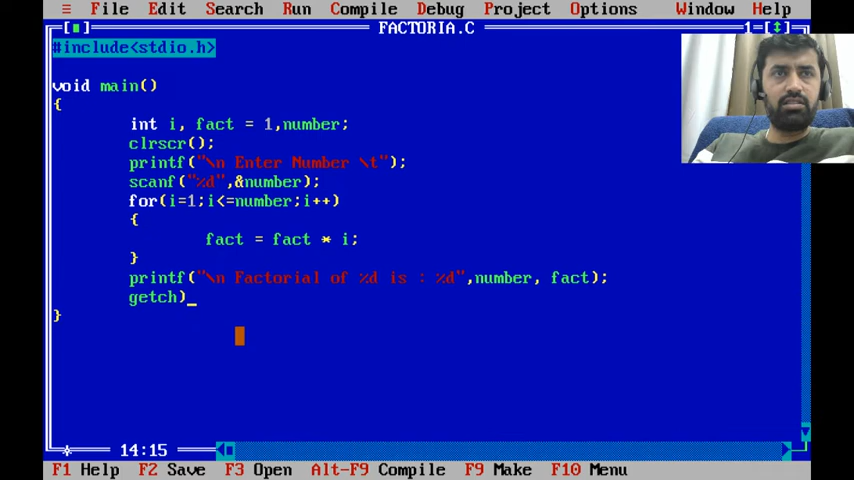 ≡ File Edit Search Run Compile Debug Project Options Window Help
[■] FACTORIA.C 1=[↕]
#include<stdio.h>
void main()
{
int i, fact = 1,number;
clrscr();
printf("\n Enter Number \t");
scanf("%d",&number);
for(i=1;i<=number;i++)
{
fact = fact * i;
}
printf("\n Factorial of %d is : %d",number, fact);
getch)_
}
14:15
F1 Help F2 Save F3 Open Alt-F9 Compile F9 Make F10 Menu